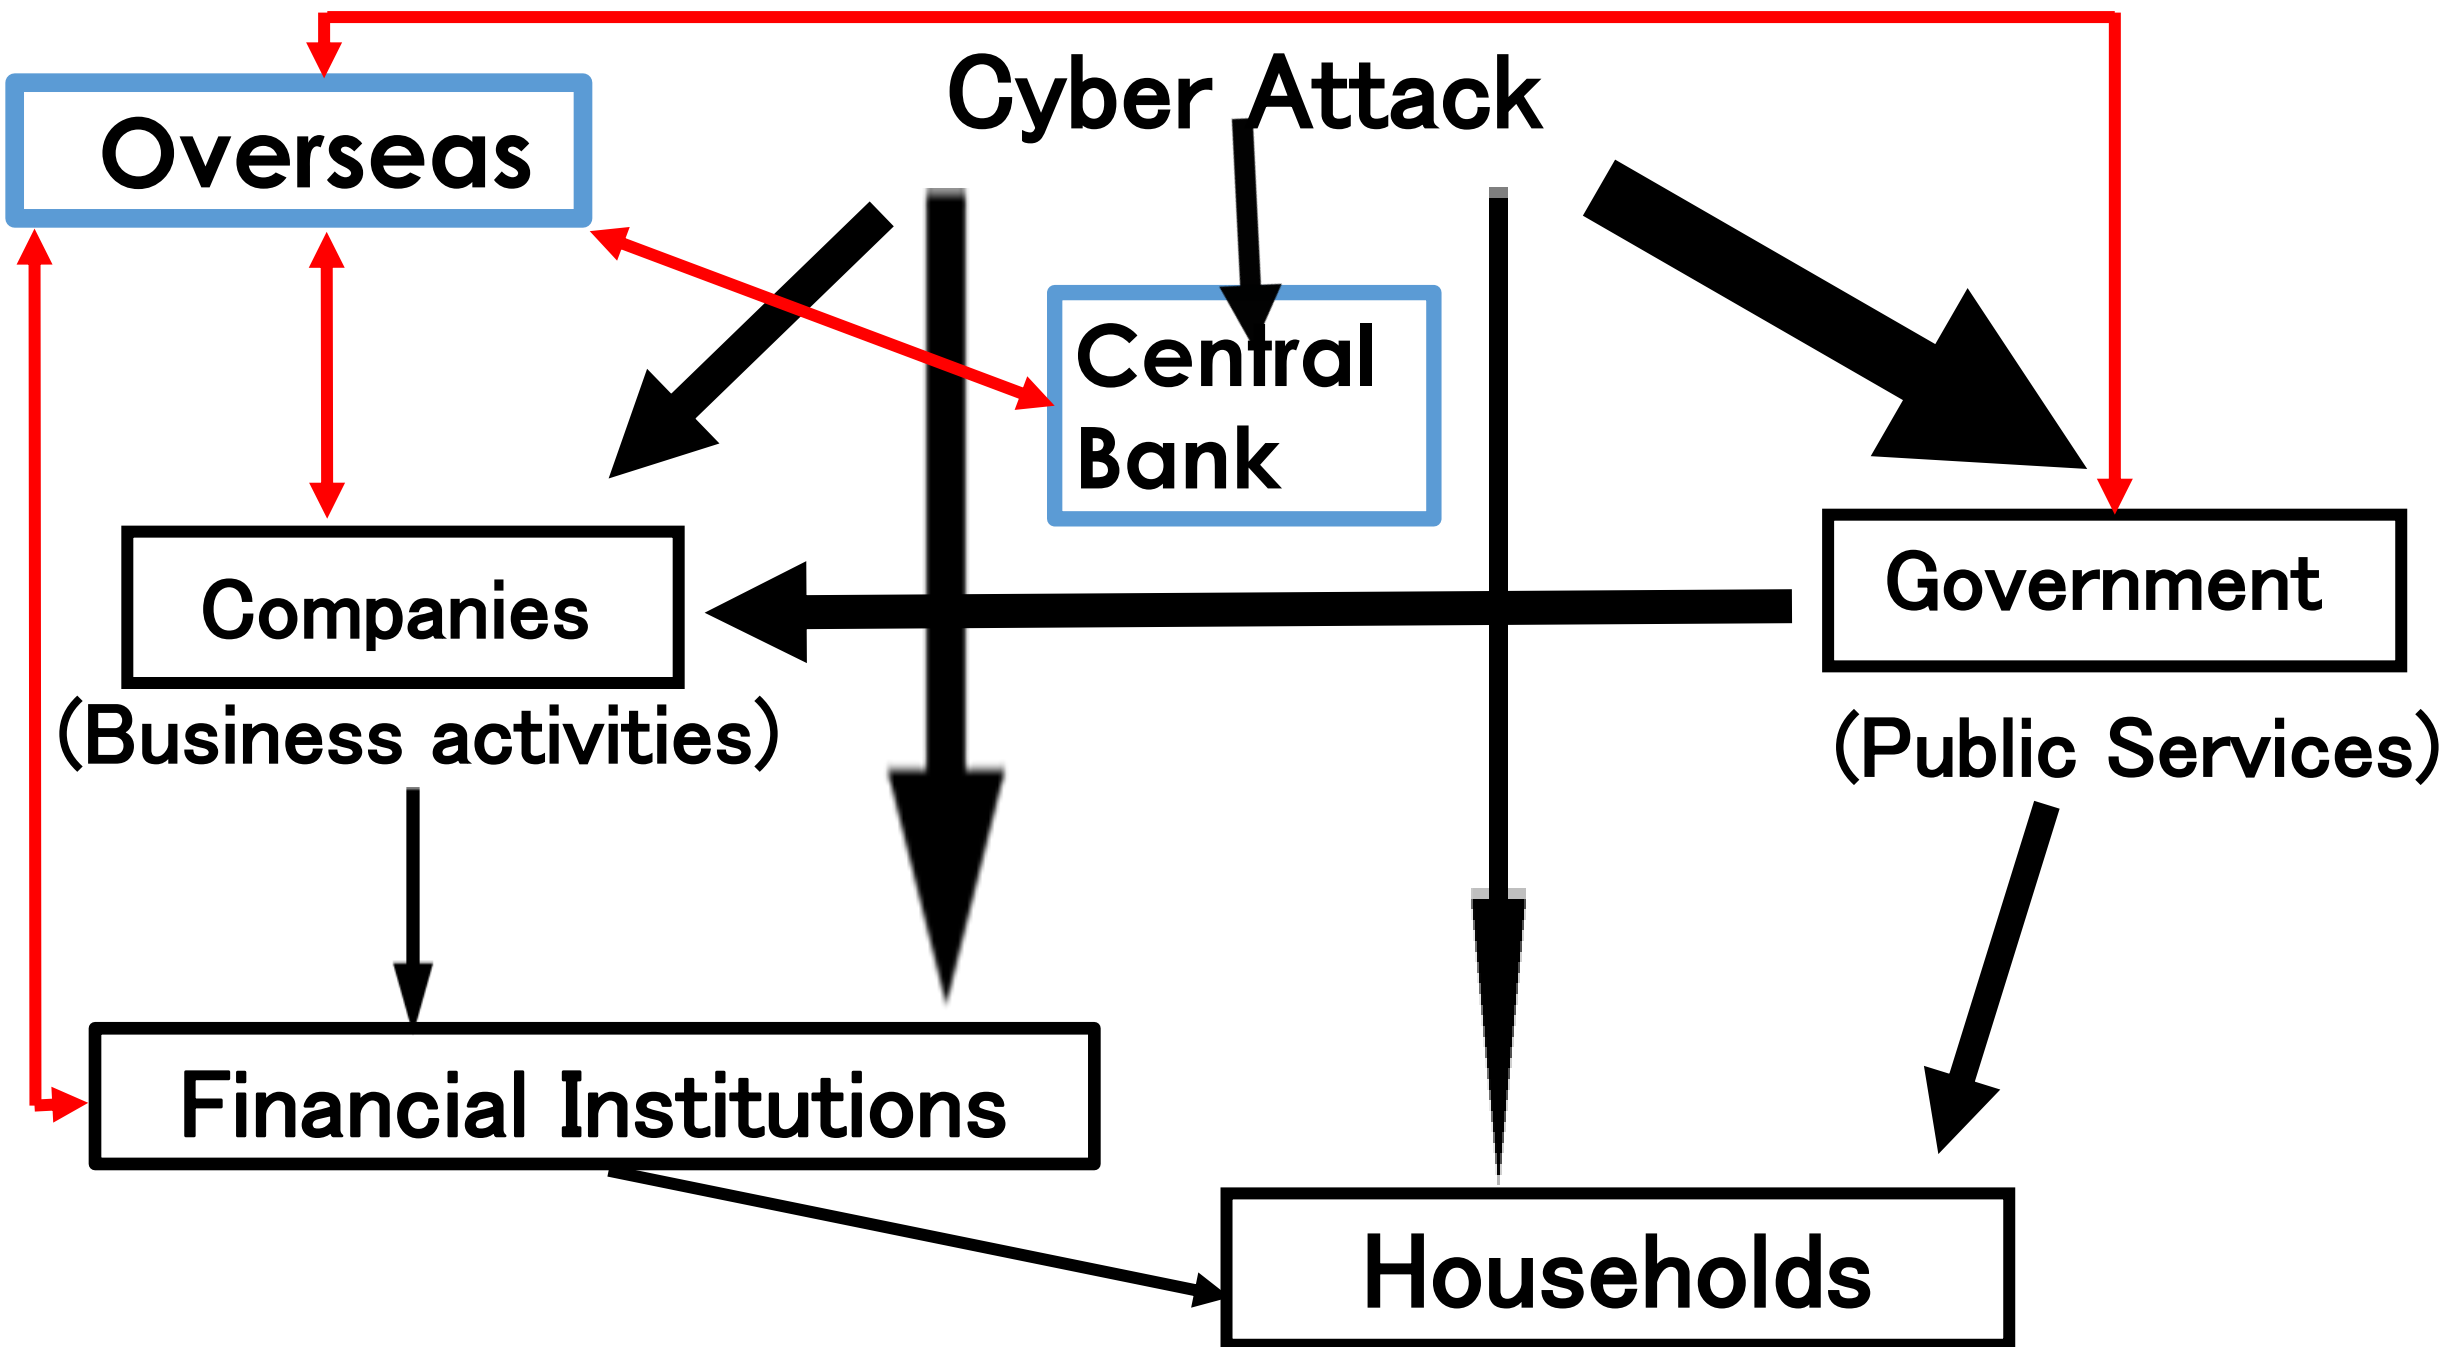 Cyber Attack
Overseas
Central
Bank
Companies
(Business activities)
Government
(Public Services)
Financial Institutions
Households